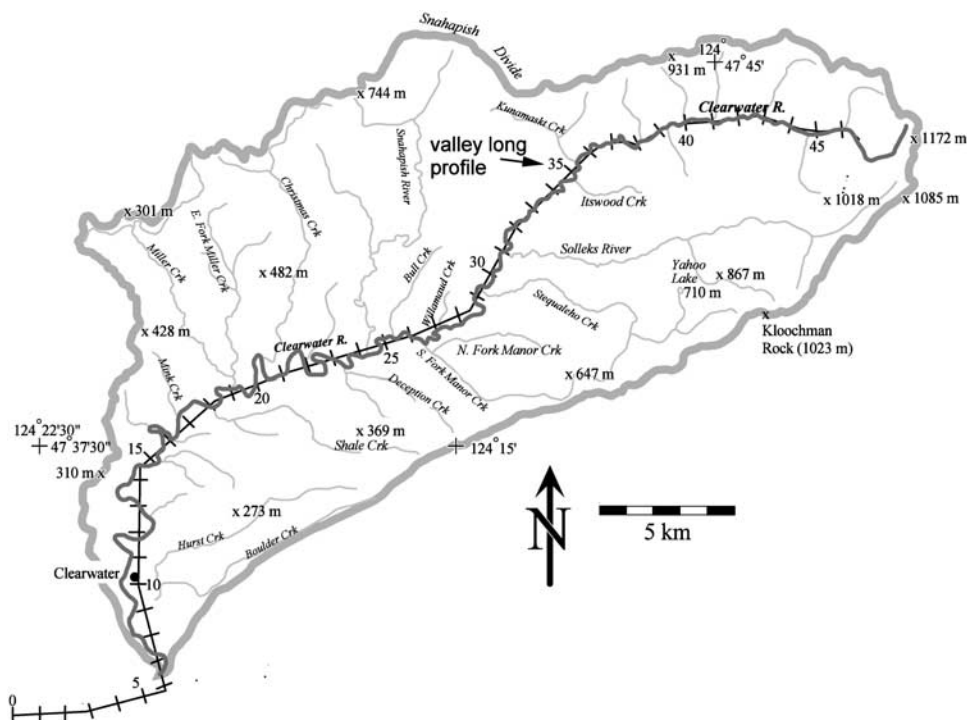 Snahapish
Divide
124°
47°45'
x
931 m
x 744 m
Kunamaskt Crk
Clearwater R.
40
45
x 1172 m
valley long
profile
35
Snahapish River
Christmas Crk
E. Fork Miller Crk
Miller Crk
x 301 m
Itswood Crk
x 1018 m
x 1085 m
Solleks River
Bull Crk
Willamaud Crk
30
x 482 m
Yahoo
Lake
x 867 m
710 m
Stequaleho Crk
x
Kloochman
Rock (1023 m)
x 428 m
Clearwater R.
25
N. Fork Manor Crk
S. Fork Manor Crk
x 647 m
Mink Crk
20
Deception Crk
124°22'30"
47°37'30"
15
x 369 m
Shale Crk
124°15'
310 m x
x 273 m
N
5 km
Hurst Crk
Boulder Crk
Clearwater
10
5
0